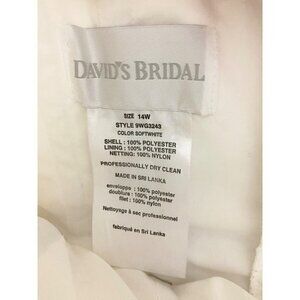 DAVID'S BRIDAL
SIZE 14W
STYLE 9WG3243
COLOR SOFTWHITE
SHELL : 100% POLYESTER
LINING : 100% POLYESTER
NETTING: 100% NYLON
PROFESSIONALLY DRY CLEAN
MADE IN SRI LANKA
enveloppe : 100% polyester
doublure : 100% polyester
filet : 100% nylon
Nettoyage à sec professionnel
fabriqué en Sri Lanka